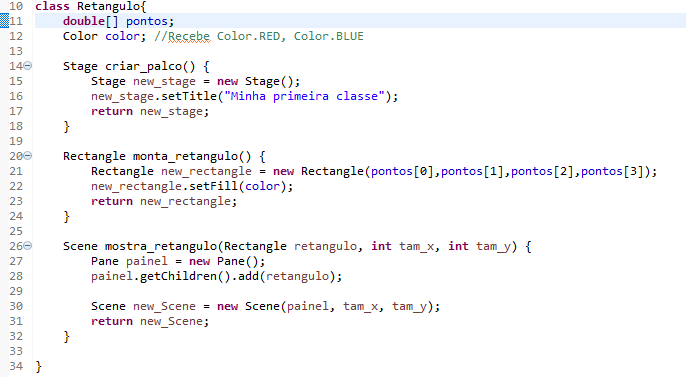 10 class Retangulo{
11 double[] pontos;
12 Color color; //Recebe Color.RED, Color.BLUE
13
14 Stage criar_palco() {
15 Stage new_stage = new Stage();
16 new_stage.setTitle("Minha primeira classe");
17 return new_stage;
18 }
19
20 Rectangle monta_retangulo() {
21 Rectangle new_rectangle = new Rectangle(pontos[0],pontos[1],pontos[2],pontos[3]);
22 new_rectangle.setFill(color);
23 return new_rectangle;
24 }
25
26 Scene mostra_retangulo(Rectangle retangulo, int tam_x, int tam_y) {
27 Pane painel = new Pane();
28 painel.getChildren().add(retangulo);
29
30 Scene new_Scene = new Scene(painel, tam_x, tam_y);
31 return new_Scene;
32 }
33
34 }